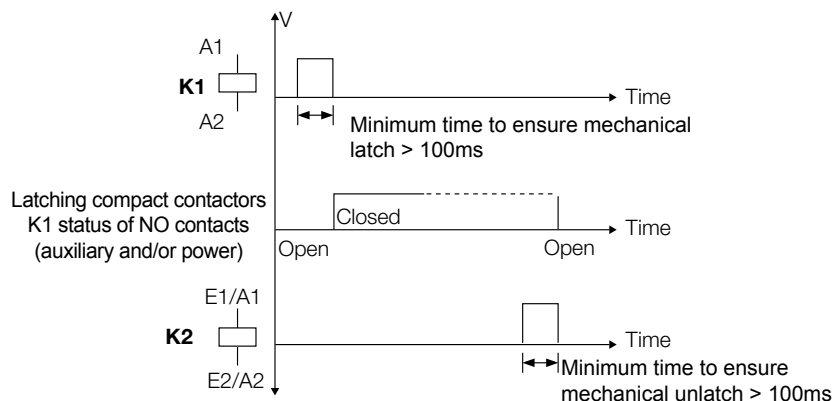 V
A1
K1
A2
Time
Minimum time to ensure mechanical
latch > 100ms
Latching compact contactors
K1 status of NO contacts
(auxiliary and/or power)
Closed
Open
Open
Time
E1/A1
K2
E2/A2
Time
Minimum time to ensure
mechanical unlatch > 100ms